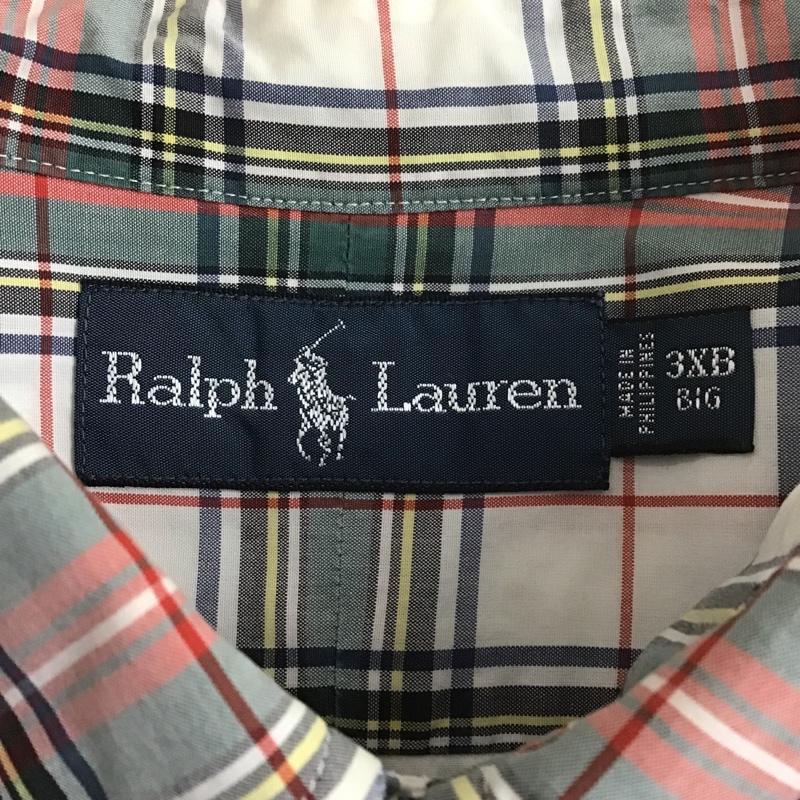 Ralph Lauren
MADE IN
PHILIPPINES
3XB
BIG